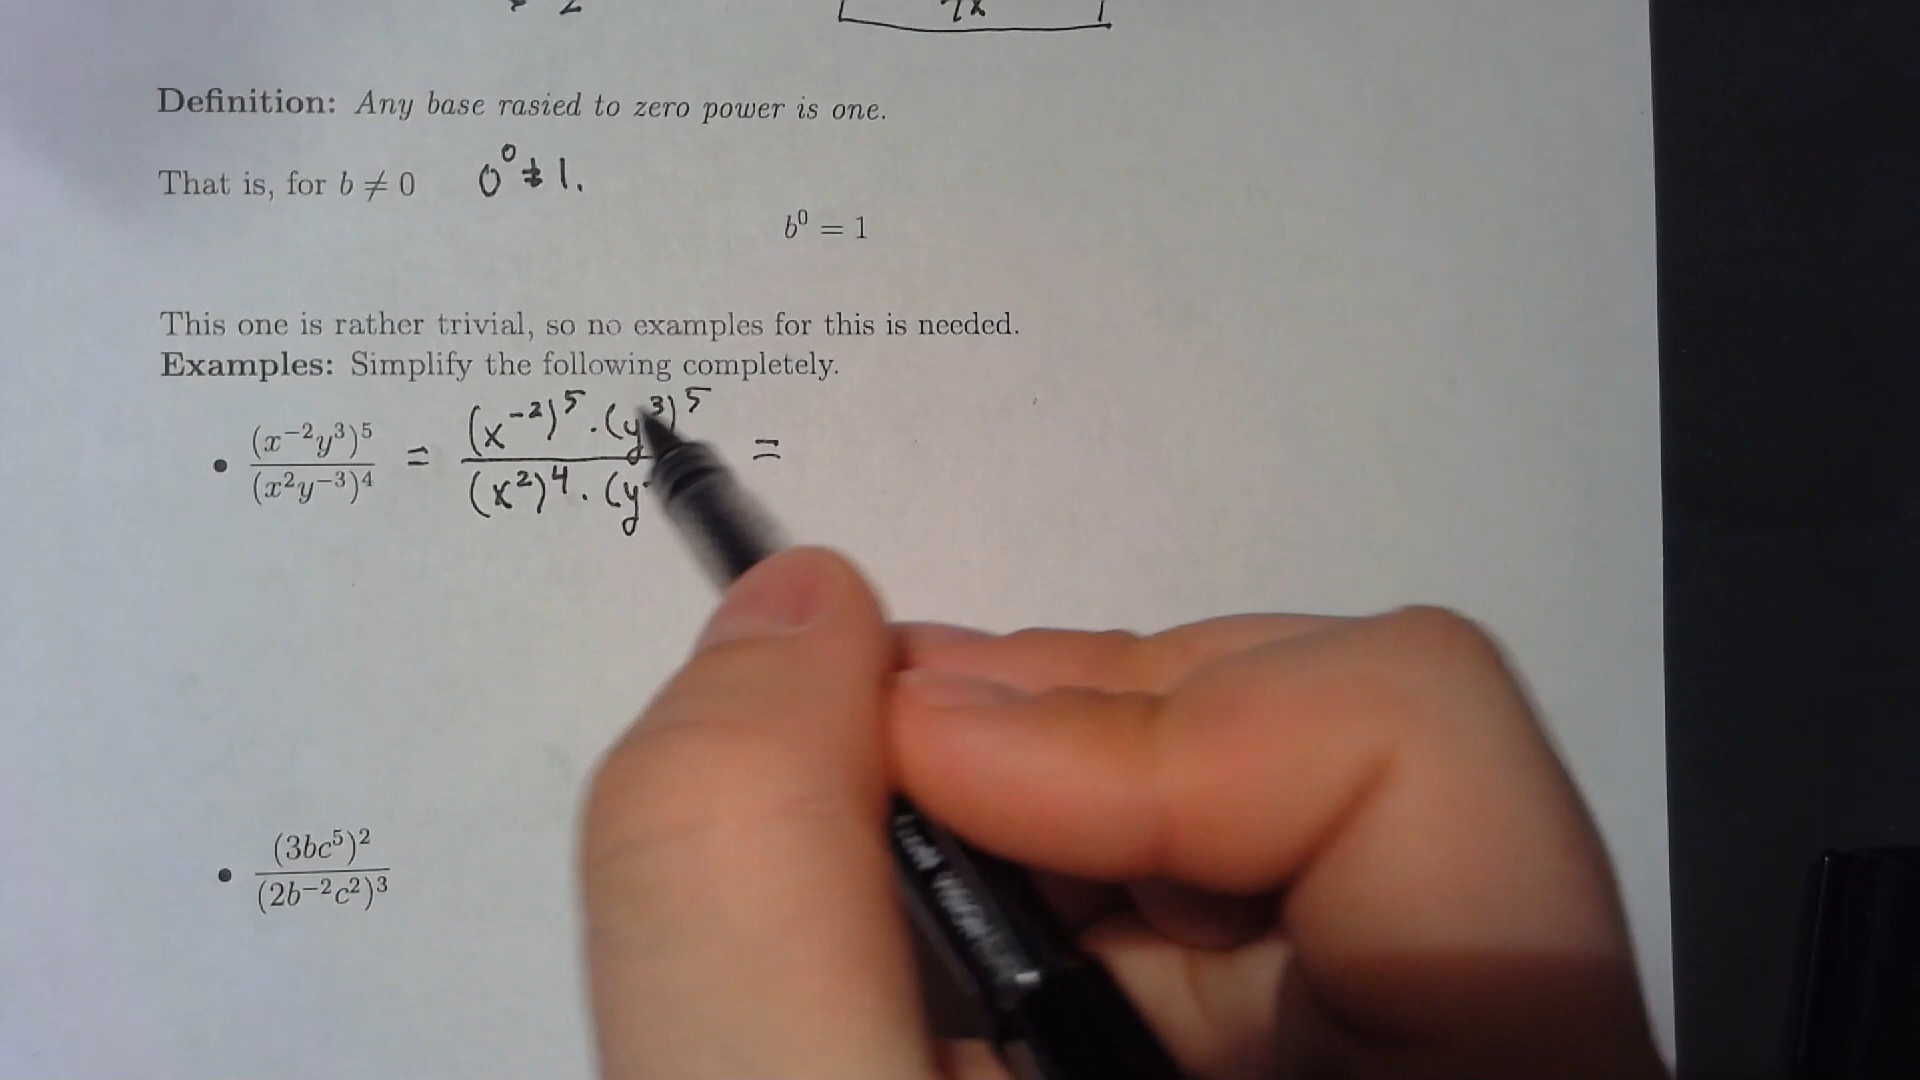 Definition: Any base rasied to zero power is one.
That is, for b ≠ 0 0⁰ ≠ 1.
b⁰ = 1
This one is rather trivial, so no examples for this is needed.
Examples: Simplify the following completely.
• (x⁻²y³)⁵ / (x²y⁻³)⁴ = (x⁻²)⁵ · (y³)⁵ / (x²)⁴ · (y =
• (3bc⁵)² / (2b⁻²c²)³